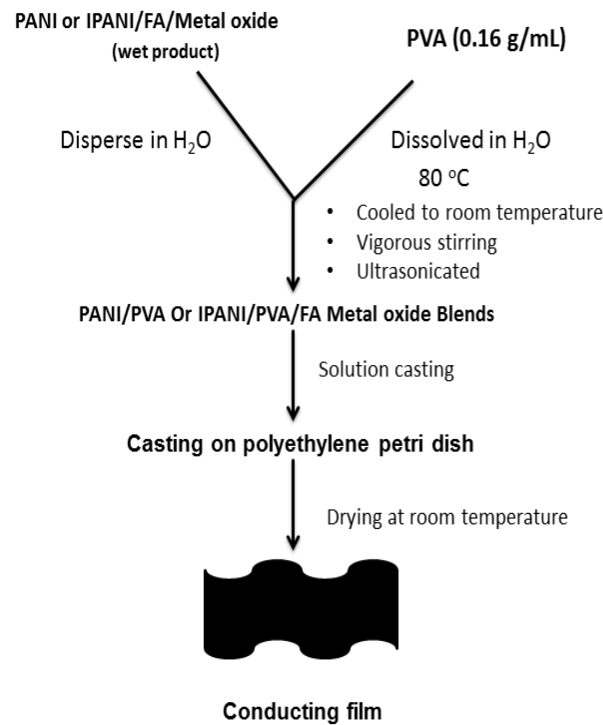 PANI or IPANI/FA/Metal oxide
(wet product)
PVA (0.16 g/mL)
Disperse in H₂O
Dissolved in H₂O
80 °C
• Cooled to room temperature
• Vigorous stirring
• Ultrasonicated
PANI/PVA Or IPANI/PVA/FA Metal oxide Blends
Solution casting
Casting on polyethylene petri dish
Drying at room temperature
Conducting film